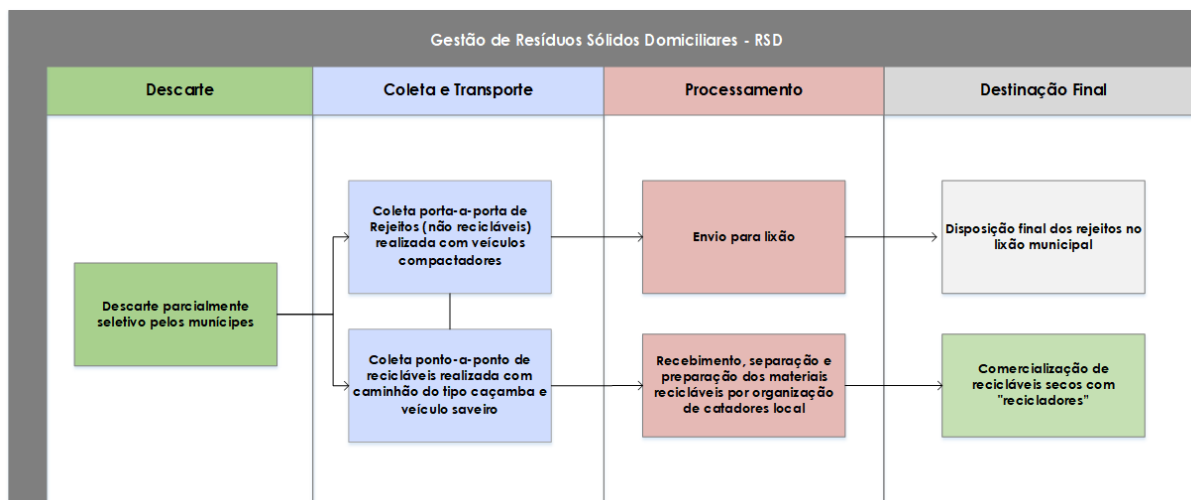 Gestão de Resíduos Sólidos Domiciliares - RSD
Descarte
Coleta e Transporte
Processamento
Destinação Final
Descarte parcialmente
seletivo pelos munícipes
Coleta porta-a-porta de
Rejeitos (não recicláveis)
realizada com veículos
compactadores
Coleta ponto-a-ponto de
recicláveis realizada com
caminhão do tipo caçamba e
veículo saveiro
Envio para lixão
Recebimento, separação e
preparação dos materiais
recicláveis por organização
de catadores local
Disposição final dos rejeitos no
lixão municipal
Comercialização de
recicláveis secos com
"recicladores"